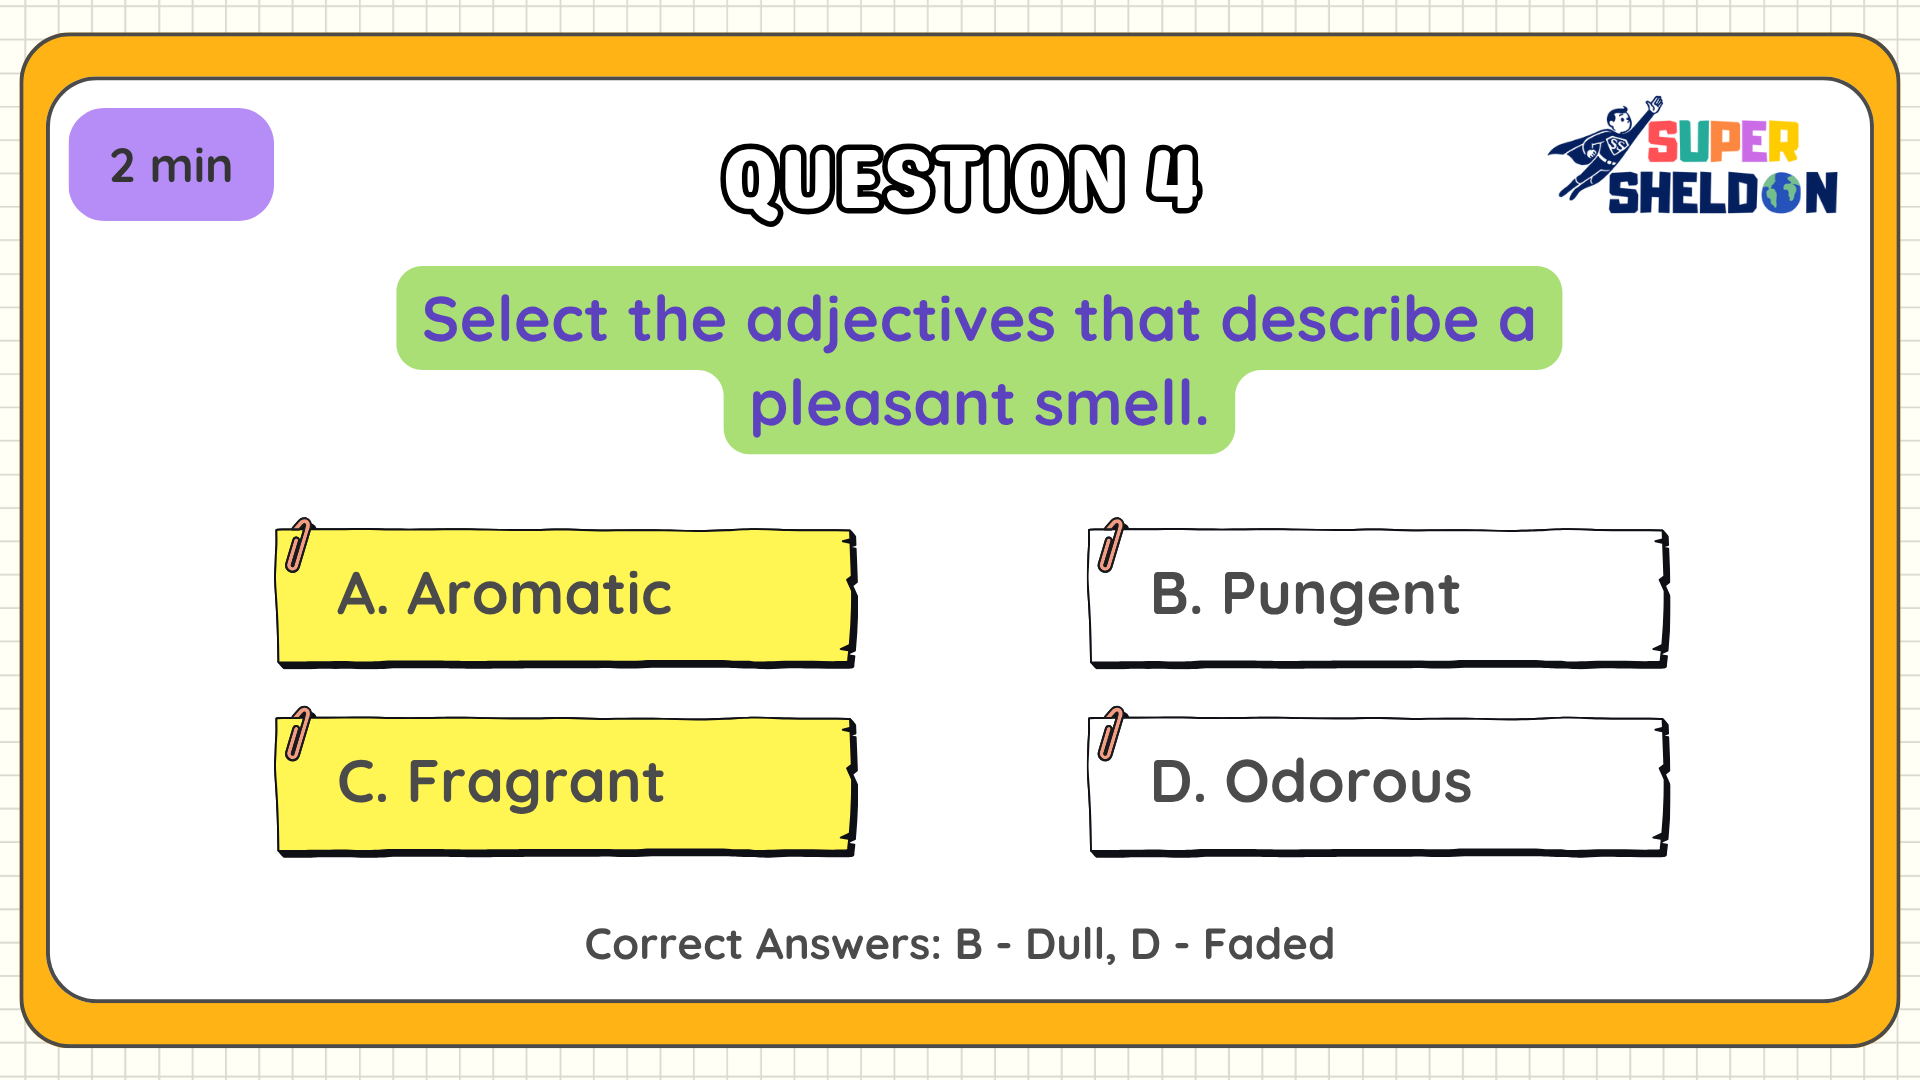 2 min
QUESTION 4
SUPER
SHELDON
Select the adjectives that describe a
pleasant smell.
A. Aromatic
B. Pungent
C. Fragrant
D. Odorous
Correct Answers: B - Dull, D - Faded